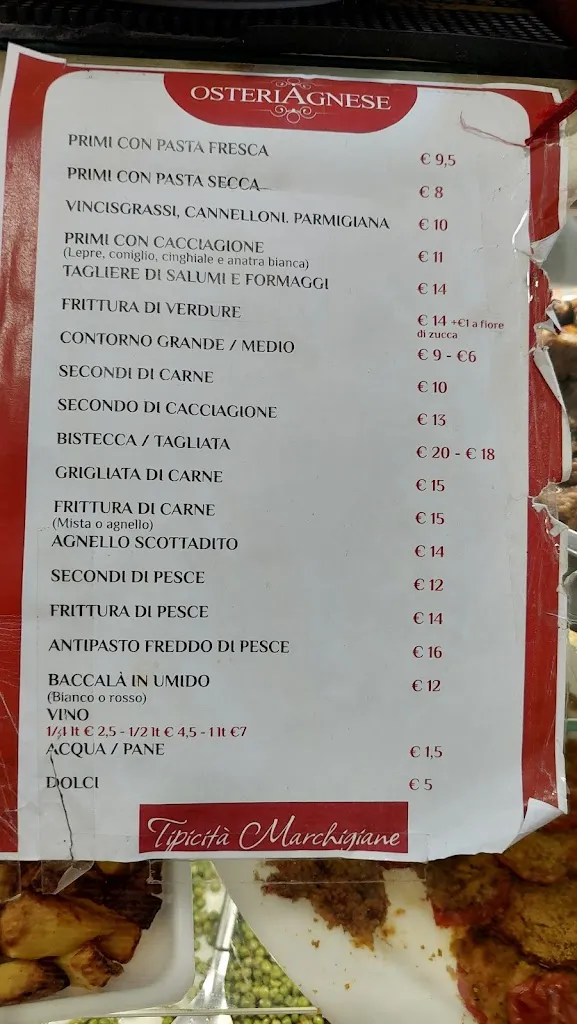 OSTERIAGNESE
PRIMI CON PASTA FRESCA € 9,5
PRIMI CON PASTA SECCA € 8
VINCISGRASSI, CANNELLONI. PARMIGIANA € 10
PRIMI CON CACCIAGIONE € 11
(Lepre, coniglio, cinghiale e anatra bianca)
TAGLIERE DI SALUMI E FORMAGGI € 14
FRITTURA DI VERDURE € 14 +€1 a fiore
di zucca
CONTORNO GRANDE / MEDIO € 9 - €6
SECONDI DI CARNE € 10
SECONDO DI CACCIAGIONE € 13
BISTECCA / TAGLIATA € 20 - € 18
GRIGLIATA DI CARNE € 15
FRITTURA DI CARNE € 15
(Mista o agnello)
AGNELLO SCOTTADITO € 14
SECONDI DI PESCE € 12
FRITTURA DI PESCE € 14
ANTIPASTO FREDDO DI PESCE € 16
BACCALÀ IN UMIDO € 12
(Bianco o rosso)
VINO
1/4 lt € 2,5 - 1/2 lt € 4,5 - 1 lt €7
ACQUA / PANE € 1,5
DOLCI € 5
Tipicità Marchigiane